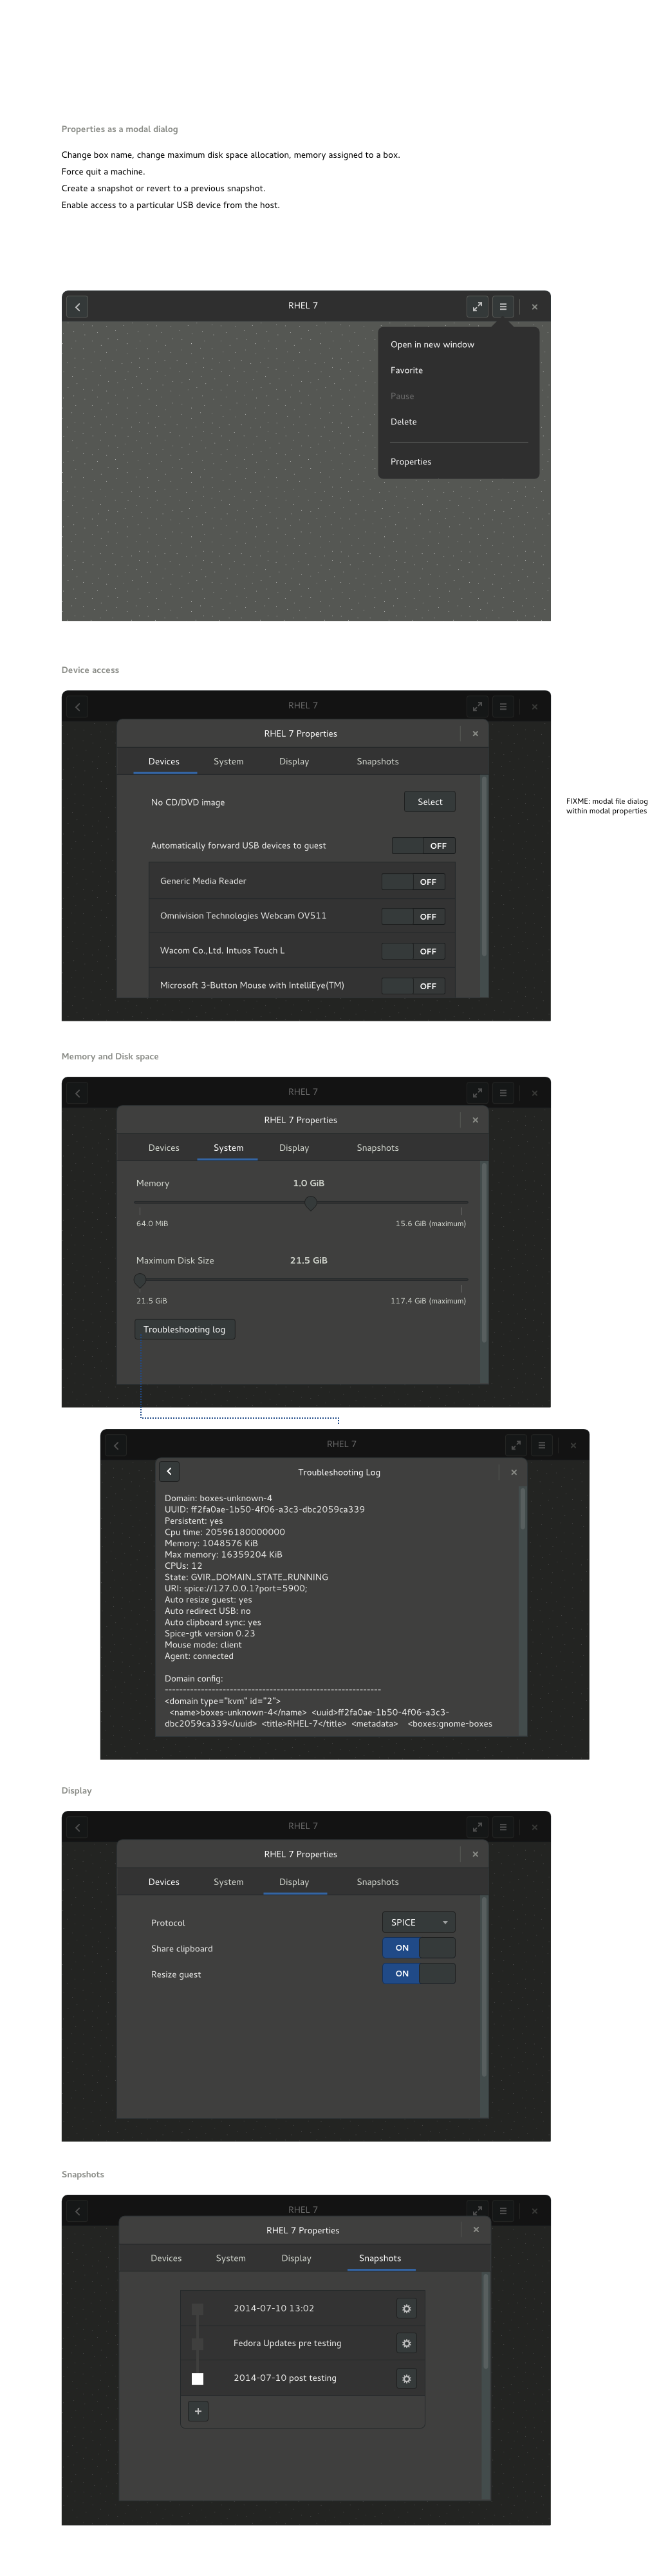 Properties as a modal dialog
Change box name, change maximum disk space allocation, memory assigned to a box.
Force quit a machine.
Create a snapshot or revert to a previous snapshot.
Enable access to a particular USB device from the host.
RHEL 7
Open in new window
Favorite
Pause
Delete
Properties
Device access
RHEL 7
RHEL 7 Properties
Devices System Display Snapshots
No CD/DVD image Select
Automatically forward USB devices to guest OFF
Generic Media Reader OFF
Omnivision Technologies Webcam OV511 OFF
Wacom Co.,Ltd. Intuos Touch L OFF
Microsoft 3-Button Mouse with IntelliEye(TM) OFF
FIXME: modal file dialog
within modal properties
Memory and Disk space
RHEL 7
RHEL 7 Properties
Devices System Display Snapshots
Memory 1.0 GiB
64.0 MiB 15.6 GiB (maximum)
Maximum Disk Size 21.5 GiB
21.5 GiB 117.4 GiB (maximum)
Troubleshooting log
RHEL 7
Troubleshooting Log
Domain: boxes-unknown-4
UUID: ff2fa0ae-1b50-4f06-a3c3-dbc2059ca339
Persistent: yes
Cpu time: 20596180000000
Memory: 1048576 KiB
Max memory: 16359204 KiB
CPUs: 12
State: GVIR_DOMAIN_STATE_RUNNING
URI: spice://127.0.0.1?port=5900;
Auto resize guest: yes
Auto redirect USB: no
Auto clipboard sync: yes
Spice-gtk version 0.23
Mouse mode: client
Agent: connected
Domain config:
------------------------------------------------------------
<domain type="kvm" id="2">
<name>boxes-unknown-4</name> <uuid>ff2fa0ae-1b50-4f06-a3c3-
dbc2059ca339</uuid> <title>RHEL-7</title> <metadata> <boxes:gnome-boxes
Display
RHEL 7
RHEL 7 Properties
Devices System Display Snapshots
Protocol SPICE
Share clipboard ON
Resize guest ON
Snapshots
RHEL 7
RHEL 7 Properties
Devices System Display Snapshots
2014-07-10 13:02
Fedora Updates pre testing
2014-07-10 post testing
+